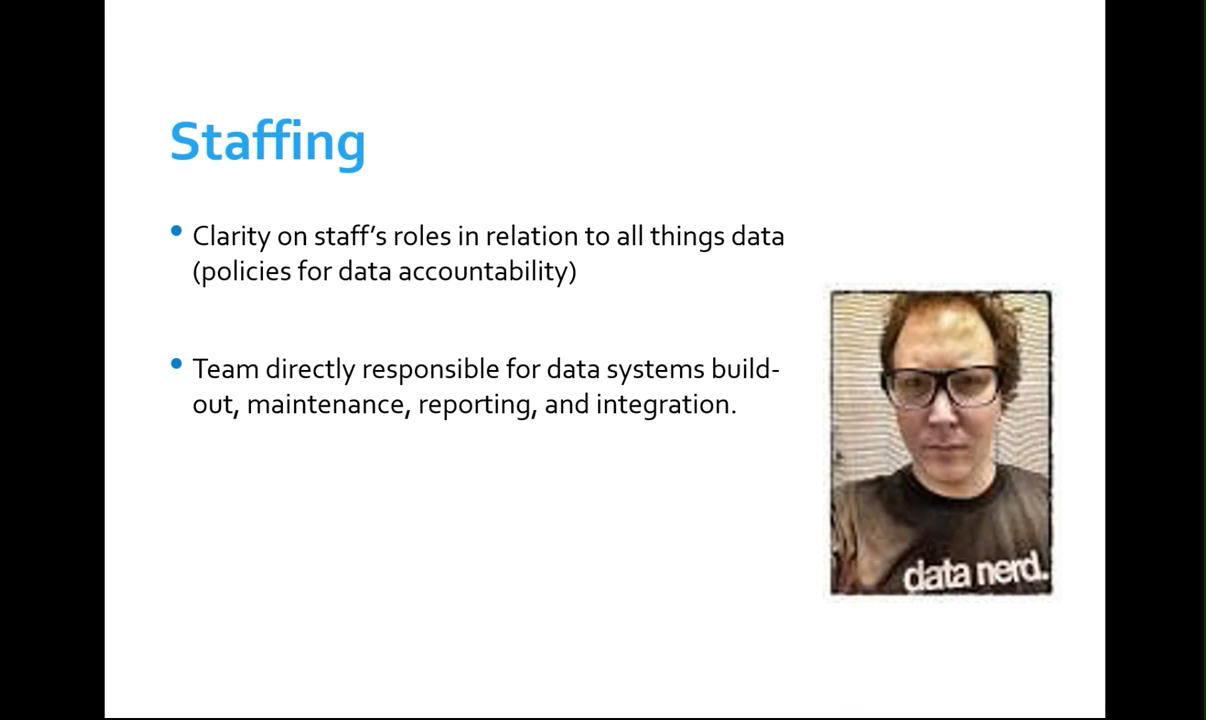 Staffing
Clarity on staff’s roles in relation to all things data
(policies for data accountability)
Team directly responsible for data systems build-
out, maintenance, reporting, and integration.
data nerd.